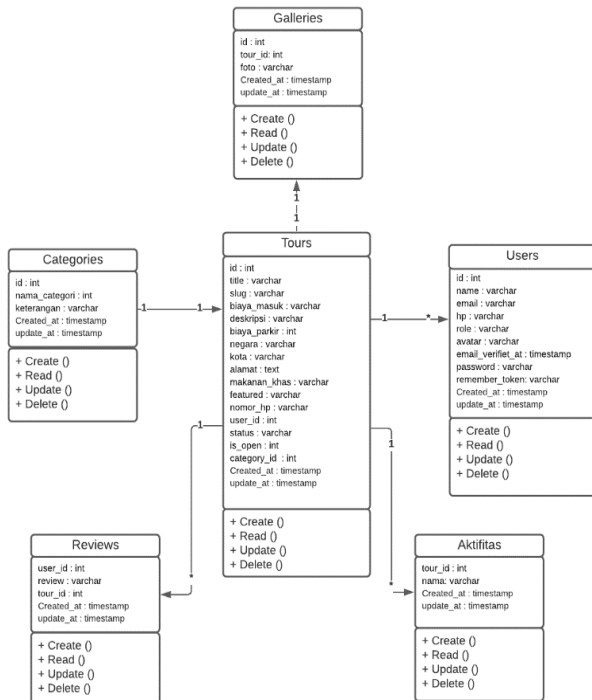 Galleries
id : int
tour_id: int
foto : varchar
Created_at : timestamp
update_at : timestamp
+ Create ()
+ Read ()
+ Update ()
+ Delete ()
1
1
Categories
id : int
nama_categori : int
keterangan : varchar
Created_at : timestamp
update_at : timestamp
+ Create ()
+ Read ()
+ Update ()
+ Delete ()
1
1
Tours
id : int
title : varchar
slug : varchar
biaya_masuk : varchar
deskripsi : varchar
biaya_parkir : int
negara : varchar
kota : varchar
alamat : text
makanan_khas : varchar
featured : varchar
nomor_hp : varchar
user_id : int
status : varchar
is_open : int
category_id : int
Created_at : timestamp
update_at : timestamp
+ Create ()
+ Read ()
+ Update ()
+ Delete ()
1
*
Users
id : int
name : varchar
email : varchar
hp : varchar
role : varchar
avatar : varchar
email_verifiet_at : timestamp
password : varchar
remember_token: varchar
Created_at : timestamp
update_at : timestamp
+ Create ()
+ Read ()
+ Update ()
+ Delete ()
1
*
Reviews
user_id : int
review : varchar
tour_id : int
Created_at : timestamp
update_at : timestamp
+ Create ()
+ Read ()
+ Update ()
+ Delete ()
1
*
Aktifitas
tour_id : int
nama: varchar
Created_at : timestamp
update_at : timestamp
+ Create ()
+ Read ()
+ Update ()
+ Delete ()